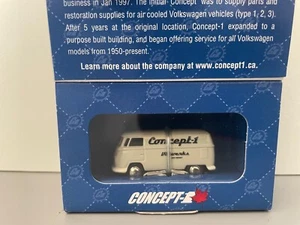 business in Jan 1997. The initial "Concept" was to supply parts and
restoration supplies for air cooled Volkswagen vehicles (type 1, 2, 3).
After 5 years at the original location, Concept-1 expanded to a
purpose built building, and began offering service for all Volkswagen
models from 1950-present.
Learn more about the company at www.concept1.ca.
Concept-1
CONCEPT-1